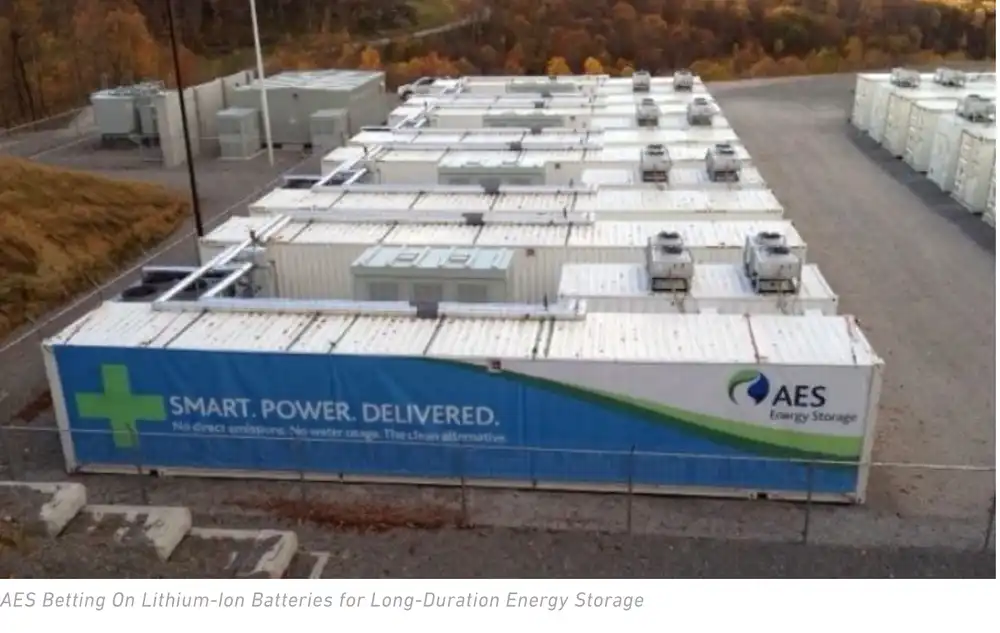 SMART. POWER. DELIVERED.
No direct emissions. No water usage. The clean alternative.
AES
Energy Storage
AES Betting On Lithium-Ion Batteries for Long-Duration Energy Storage